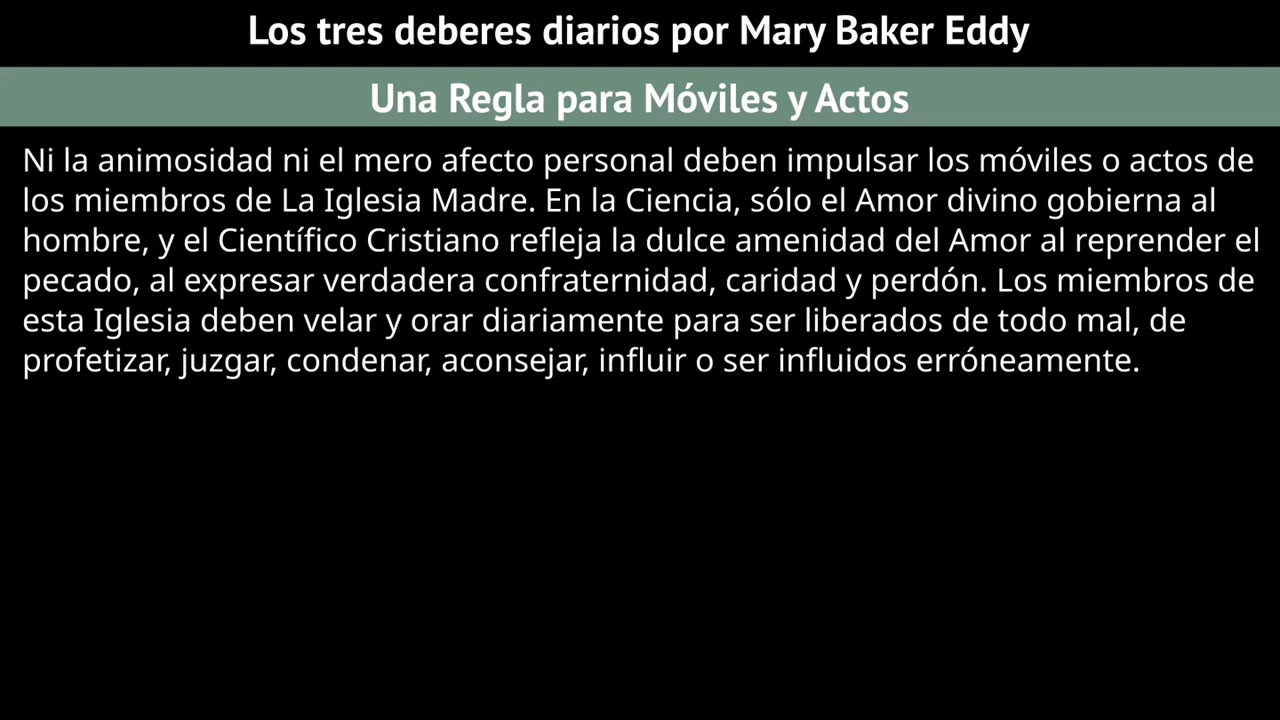 Los tres deberes diarios por Mary Baker Eddy
Una Regla para Móviles y Actos
Ni la animosidad ni el mero afecto personal deben impulsar los móviles o actos de
los miembros de La Iglesia Madre. En la Ciencia, sólo el Amor divino gobierna al
hombre, y el Científico Cristiano refleja la dulce amenidad del Amor al reprender el
pecado, al expresar verdadera confraternidad, caridad y perdón. Los miembros de
esta Iglesia deben velar y orar diariamente para ser liberados de todo mal, de
profetizar, juzgar, condenar, aconsejar, influir o ser influidos erróneamente.